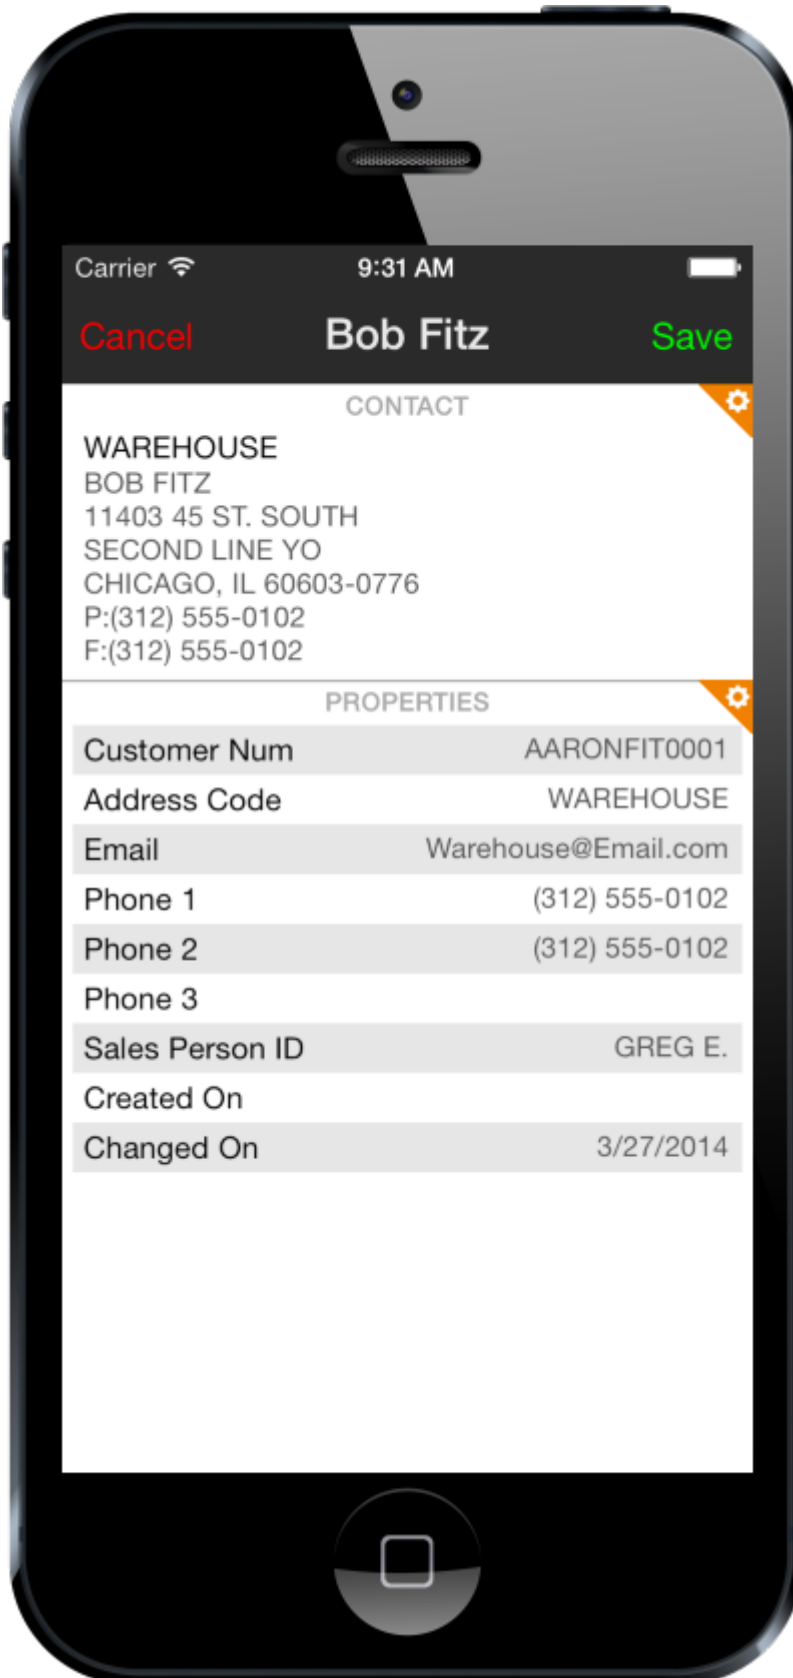 Carrier 9:31 AM
Cancel Bob Fitz Save
CONTACT
WAREHOUSE
BOB FITZ
11403 45 ST. SOUTH
SECOND LINE YO
CHICAGO, IL 60603-0776
P:(312) 555-0102
F:(312) 555-0102
PROPERTIES
Customer Num AARONFIT0001
Address Code WAREHOUSE
Email Warehouse@Email.com
Phone 1 (312) 555-0102
Phone 2 (312) 555-0102
Phone 3
Sales Person ID GREG E.
Created On
Changed On 3/27/2014